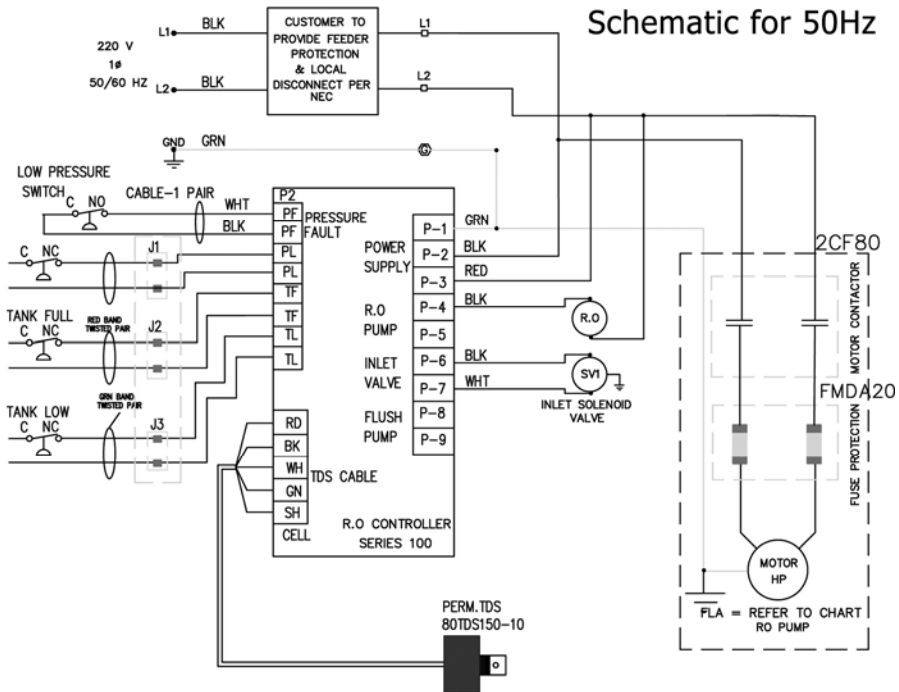 Schematic for 50Hz
220 V
1ø
50/60 HZ
L1
BLK
L2
BLK
CUSTOMER TO
PROVIDE FEEDER
PROTECTION
& LOCAL
DISCONNECT PER
NEC
L1
L2
GND
GRN
G
LOW PRESSURE
SWITCH
C NO
CABLE-1 PAIR
WHT
BLK
C NC
J1
TANK FULL
C NC
RED BAND
TWISTED PAIR
J2
GRN BAND
TWISTED PAIR
TANK LOW
C NC
J3
P2
PF
PF
PL
PL
TF
TF
TL
TL
PRESSURE
FAULT
POWER
SUPPLY
R.O
PUMP
INLET
VALVE
FLUSH
PUMP
P-1
P-2
P-3
P-4
P-5
P-6
P-7
P-8
P-9
GRN
BLK
RED
BLK
BLK
WHT
R.O
SV1
INLET SOLENOID
VALVE
RD
BK
WH
GN
SH
TDS CABLE
CELL
R.O CONTROLLER
SERIES 100
PERM.TDS
80TDS150-10
2CF80
MOTOR CONTACTOR
FMDA20
FUSE PROTECTION
MOTOR
HP
FLA = REFER TO CHART
RO PUMP